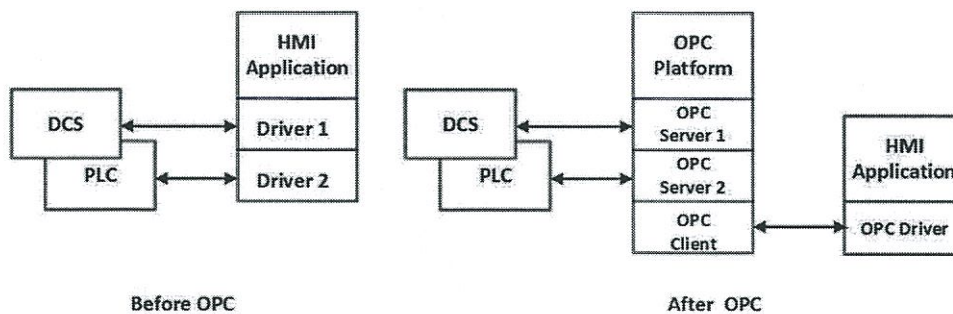 HMI
Application
DCS
Driver 1
PLC
Driver 2
Before OPC
OPC
Platform
DCS
OPC
Server 1
PLC
OPC
Server 2
OPC
Client
HMI
Application
OPC Driver
After OPC